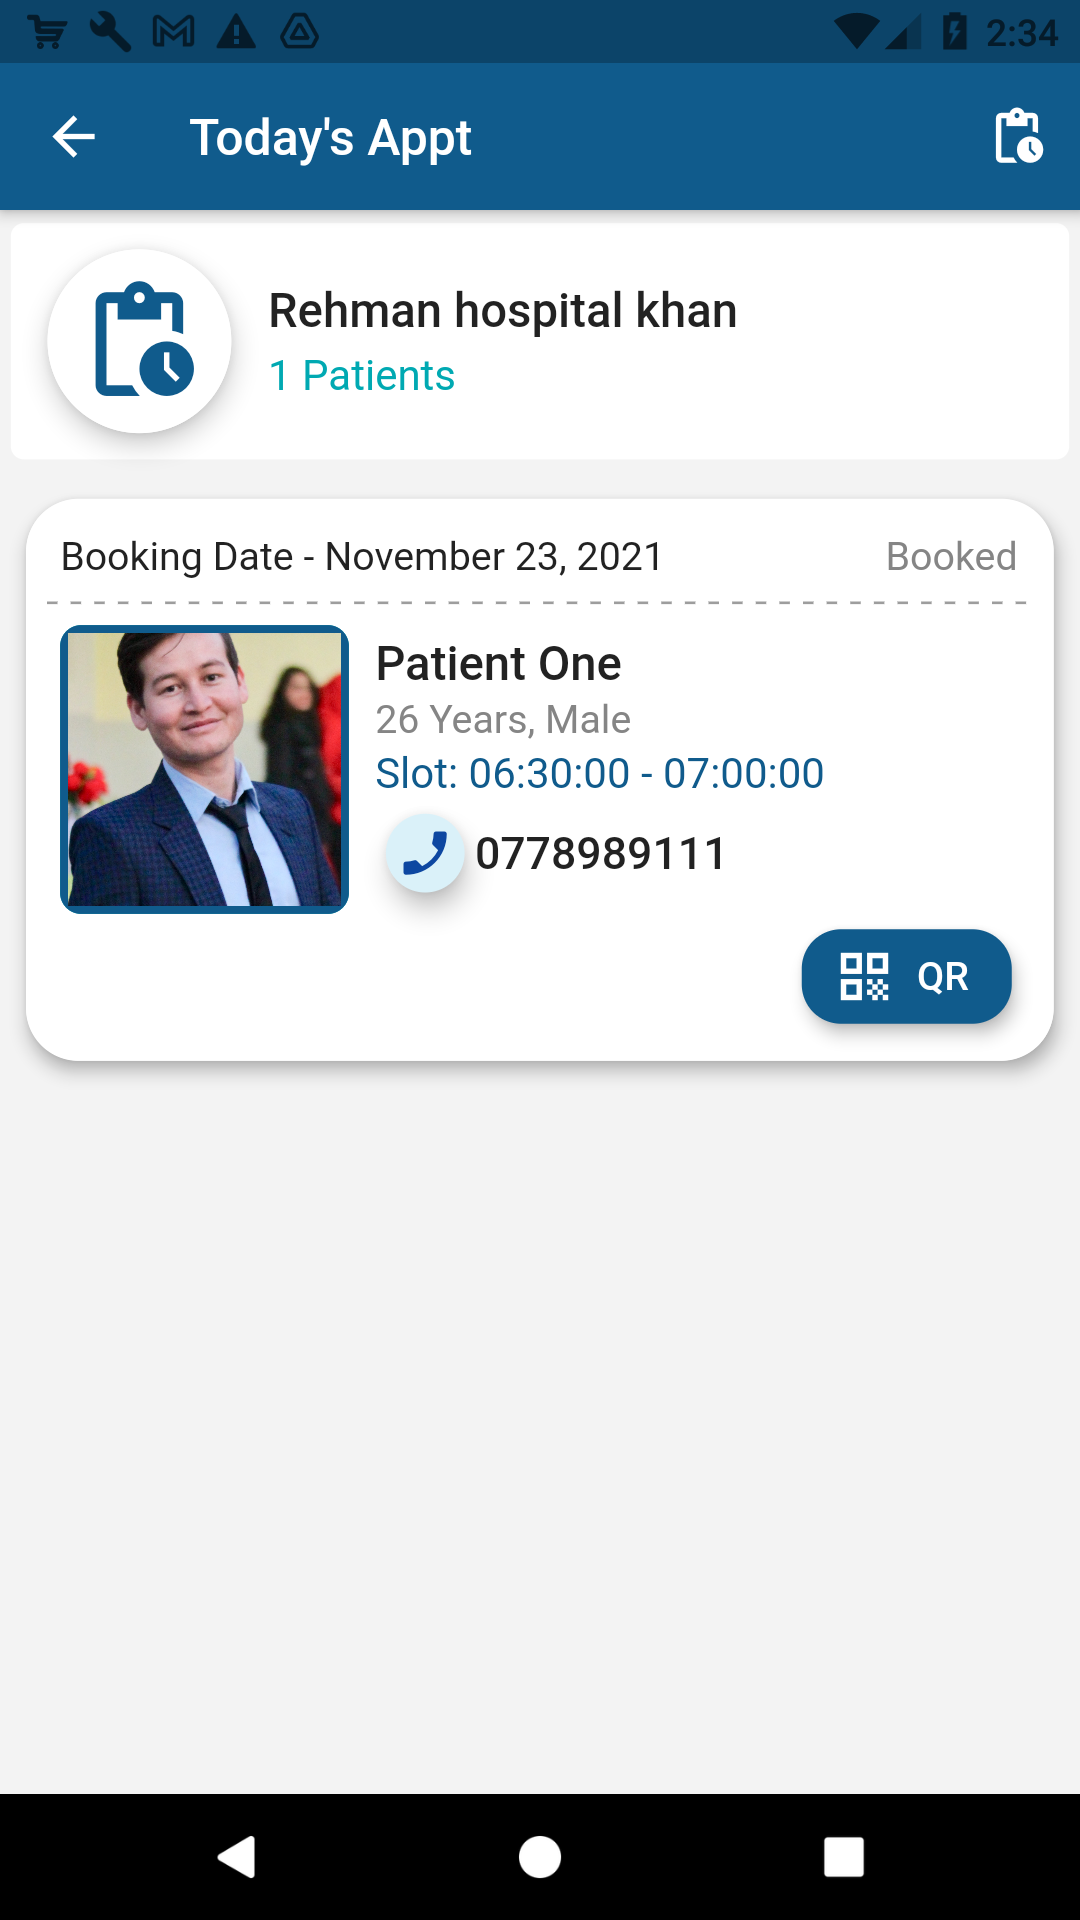 2:34
Today's Appt
Rehman hospital khan
1 Patients
Booking Date - November 23, 2021 Booked
Patient One
26 Years, Male
Slot: 06:30:00 - 07:00:00
0778989111
QR